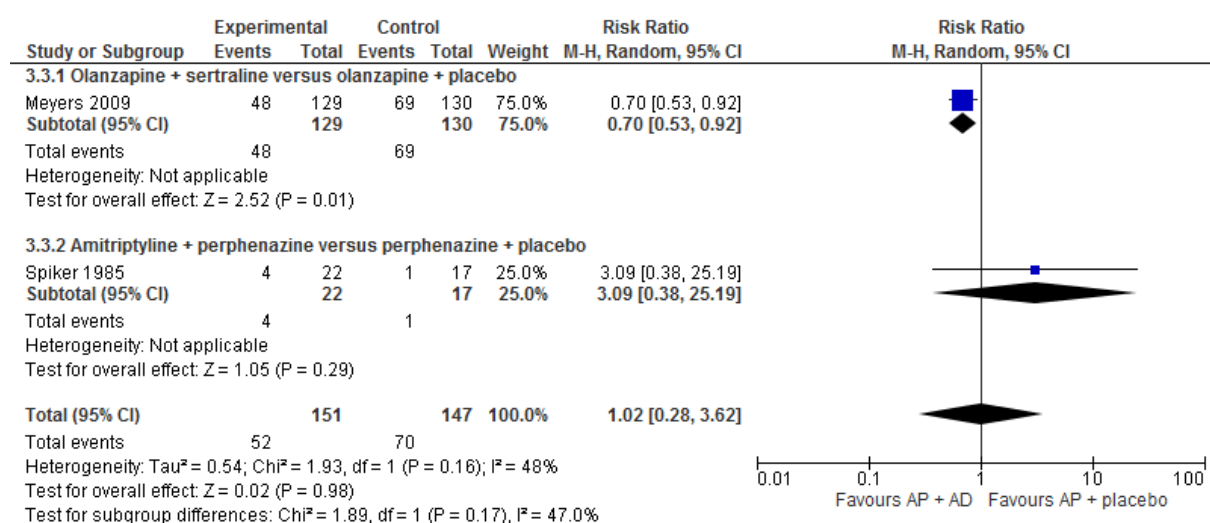 Experimental Control Risk Ratio Risk Ratio
Study or Subgroup Events Total Events Total Weight M-H, Random, 95% CI M-H, Random, 95% CI
3.3.1 Olanzapine + sertraline versus olanzapine + placebo
Meyers 2009 48 129 69 130 75.0% 0.70 [0.53, 0.92]
Subtotal (95% CI) 129 130 75.0% 0.70 [0.53, 0.92]
Total events 48 69
Heterogeneity: Not applicable
Test for overall effect: Z = 2.52 (P = 0.01)
3.3.2 Amitriptyline + perphenazine versus perphenazine + placebo
Spiker 1985 4 22 1 17 25.0% 3.09 [0.38, 25.19]
Subtotal (95% CI) 22 17 25.0% 3.09 [0.38, 25.19]
Total events 4 1
Heterogeneity: Not applicable
Test for overall effect: Z = 1.05 (P = 0.29)
Total (95% CI) 151 147 100.0% 1.02 [0.28, 3.62]
Total events 52 70
Heterogeneity: Tau² = 0.54; Chi² = 1.93, df = 1 (P = 0.16); I² = 48%
Test for overall effect: Z = 0.02 (P = 0.98)
Test for subgroup differences: Chi² = 1.89, df = 1 (P = 0.17), I² = 47.0%
0.01 0.1 1 10 100
Favours AP + AD Favours AP + placebo